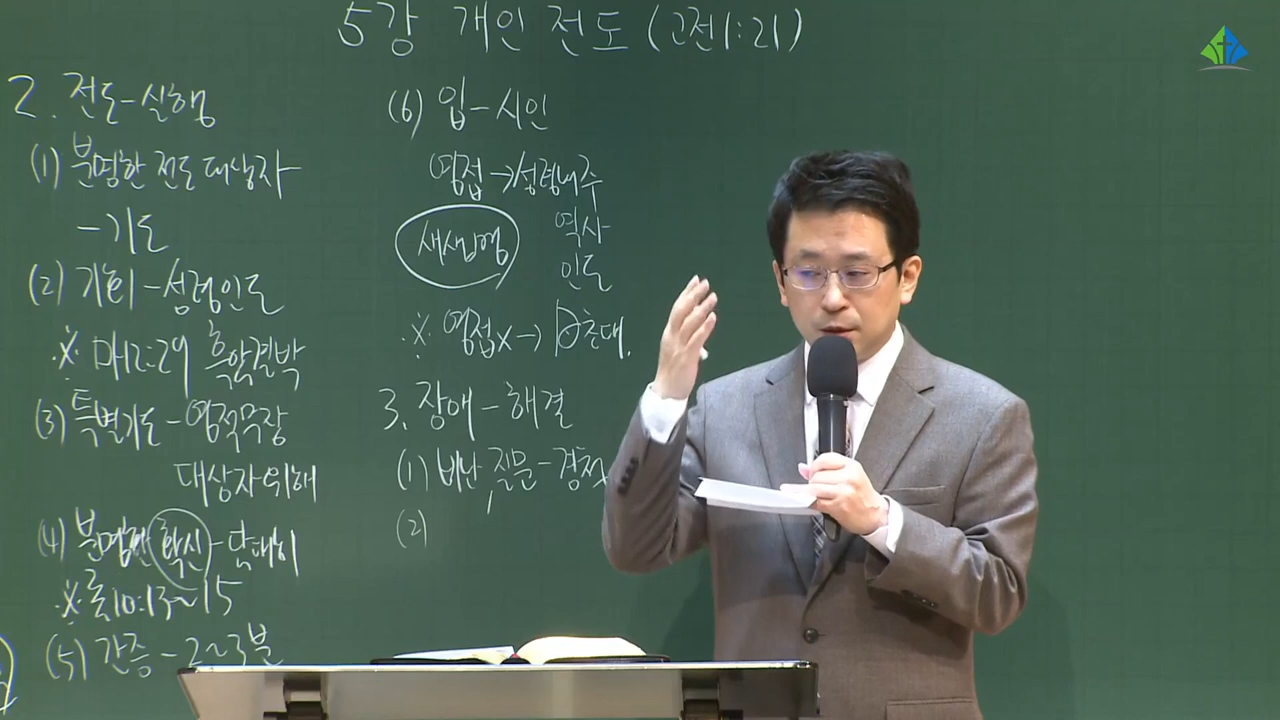 5강 개인 전도 (고전1:21)
2. 전도-실행
(1) 분명한 전도 대상자
-기도
(2) 기회-성령인도
※ 마12:29 흑암결박
(3) 특별기도-영적무장
대상자 위해
(4) 분명한 확신-담대히
※ 롬10:13~15
(5) 간증-2~3분
(6) 입-시인
영접→성령내주
새생명 역사
인도
※ 영접x→ 초대.
3. 장애-해결
(1) 비난, 질문-경청
(2)